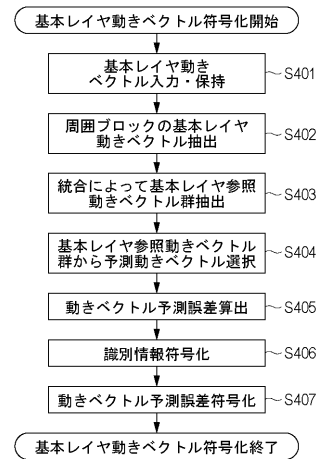 基本レイヤ動きベクトル符号化開始
基本レイヤ動き
ベクトル入力・保持
S401
周囲ブロックの基本レイヤ
動きベクトル抽出
S402
統合によって基本レイヤ参照
動きベクトル群抽出
S403
基本レイヤ参照動きベクトル
群から予測動きベクトル選択
S404
動きベクトル予測誤差算出
S405
識別情報符号化
S406
動きベクトル予測誤差符号化
S407
基本レイヤ動きベクトル符号化終了